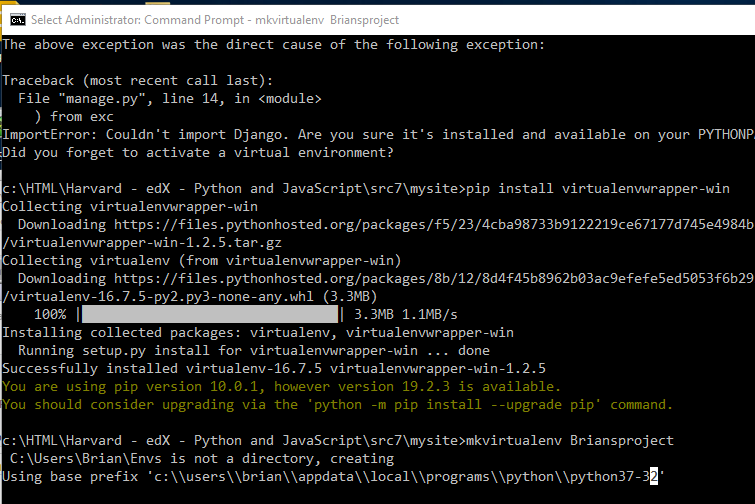 Select Administrator: Command Prompt - mkvirtualenv  Briansproject
The above exception was the direct cause of the following exception:
Traceback (most recent call last):
  File "manage.py", line 14, in <module>
    ) from exc
ImportError: Couldn't import Django. Are you sure it's installed and available on your PYTHONPA
Did you forget to activate a virtual environment?
c:\HTML\Harvard - edX - Python and JavaScript\src7\mysite>pip install virtualenvwrapper-win
Collecting virtualenvwrapper-win
  Downloading https://files.pythonhosted.org/packages/f5/23/4cba98733b9122219ce67177d745e4984b
/virtualenvwrapper-win-1.2.5.tar.gz
Collecting virtualenv (from virtualenvwrapper-win)
  Downloading https://files.pythonhosted.org/packages/8b/12/8d4f45b8962b03ac9efefe5ed5053f6b29
/virtualenv-16.7.5-py2.py3-none-any.whl (3.3MB)
    100% |████████████████████████████████| 3.3MB 1.1MB/s
Installing collected packages: virtualenv, virtualenvwrapper-win
  Running setup.py install for virtualenvwrapper-win ... done
Successfully installed virtualenv-16.7.5 virtualenvwrapper-win-1.2.5
You are using pip version 10.0.1, however version 19.2.3 is available.
You should consider upgrading via the 'python -m pip install --upgrade pip' command.
c:\HTML\Harvard - edX - Python and JavaScript\src7\mysite>mkvirtualenv Briansproject
 C:\Users\Brian\Envs is not a directory, creating
Using base prefix 'c:\\users\\brian\\appdata\\local\\programs\\python\\python37-32'